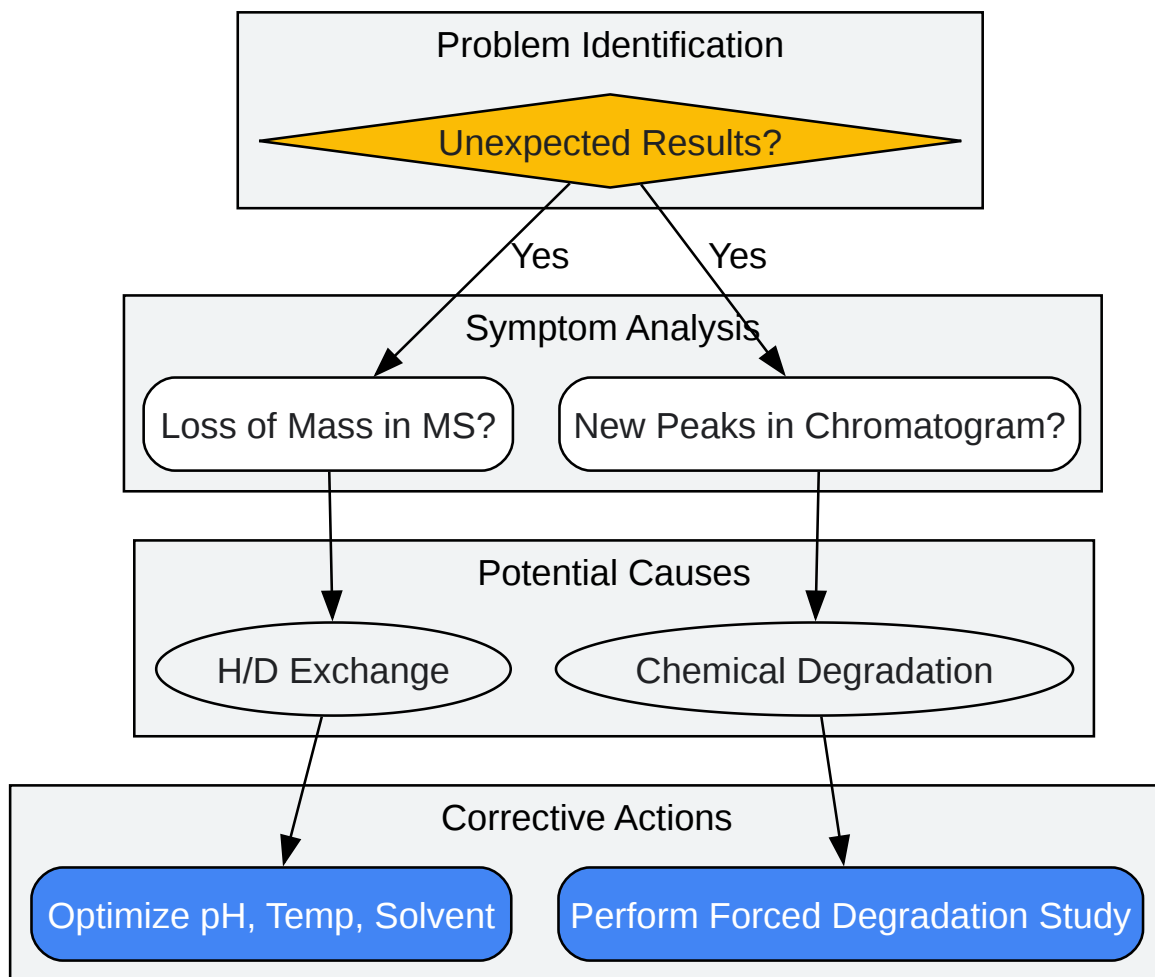 Problem Identification
Unexpected Results?
Yes
Yes
Symptom Analysis
Loss of Mass in MS?
New Peaks in Chromatogram?
Potential Causes
H/D Exchange
Chemical Degradation
Corrective Actions
Optimize pH, Temp, Solvent
Perform Forced Degradation Study